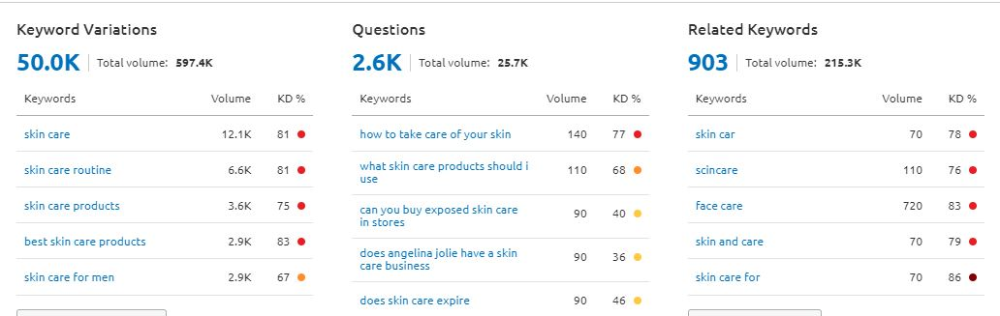 Keyword Variations
50.0K Total volume: 597.4K
Keywords Volume KD %
skin care 12.1K 81
skin care routine 6.6K 81
skin care products 3.6K 75
best skin care products 2.9K 83
skin care for men 2.9K 67
Questions
2.6K Total volume: 25.7K
Keywords Volume KD %
how to take care of your skin 140 77
what skin care products should i
use 110 68
can you buy exposed skin care
in stores 90 40
does angelina jolie have a skin
care business 90 36
does skin care expire 90 46
Related Keywords
903 Total volume: 215.3K
Keywords Volume KD %
skin car 70 78
scincare 110 76
face care 720 83
skin and care 70 79
skin care for 70 86